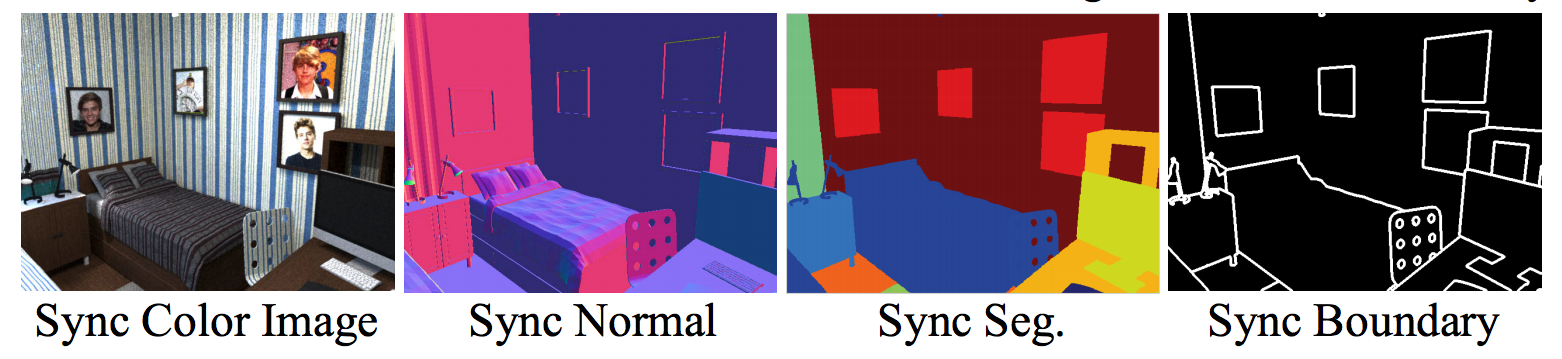 Sync Color Image
Sync Normal
Sync Seg.
Sync Boundary